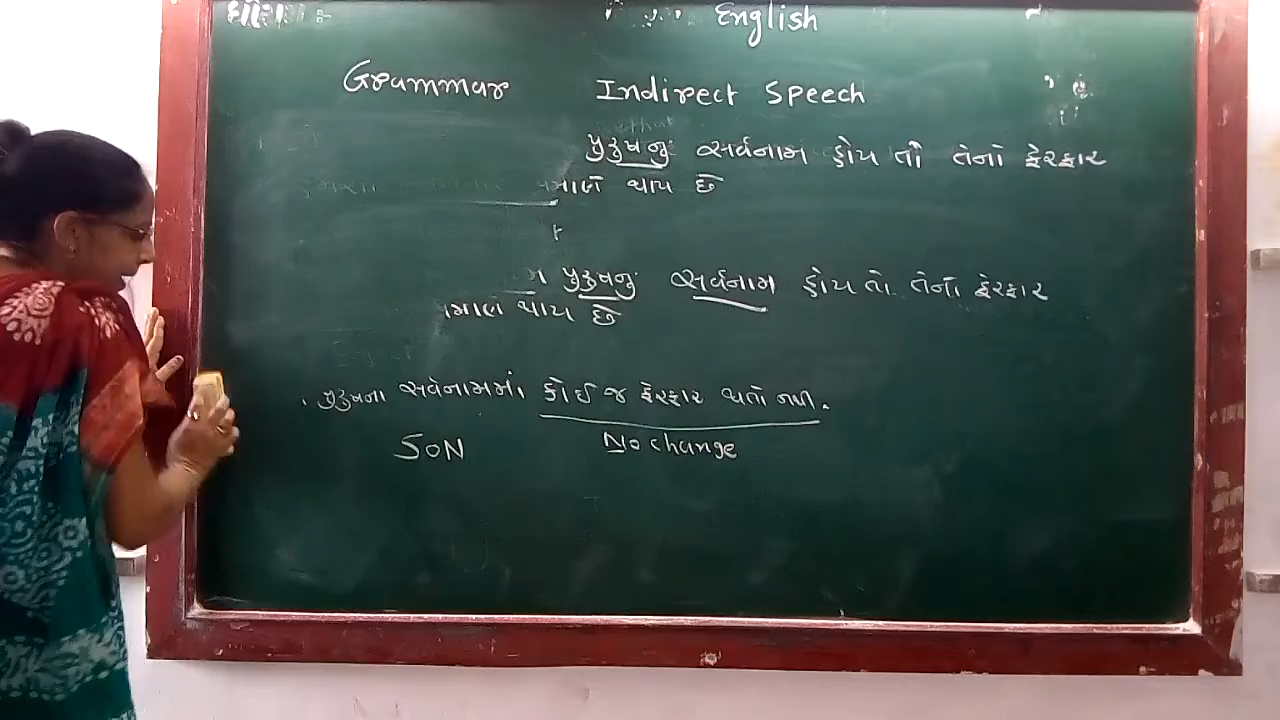 English
Grammar Indirect Speech
પુરુષનું સર્વનામ હોય તો તેનો ફેરફાર
માણે થાય છે
પુરુષનું સર્વનામ હોય તો તેનો ફેરફાર
માણે થાય છે
પુરુષના સર્વનામમાં કોઈ જ ફેરફાર થતો નથી.
SON No change